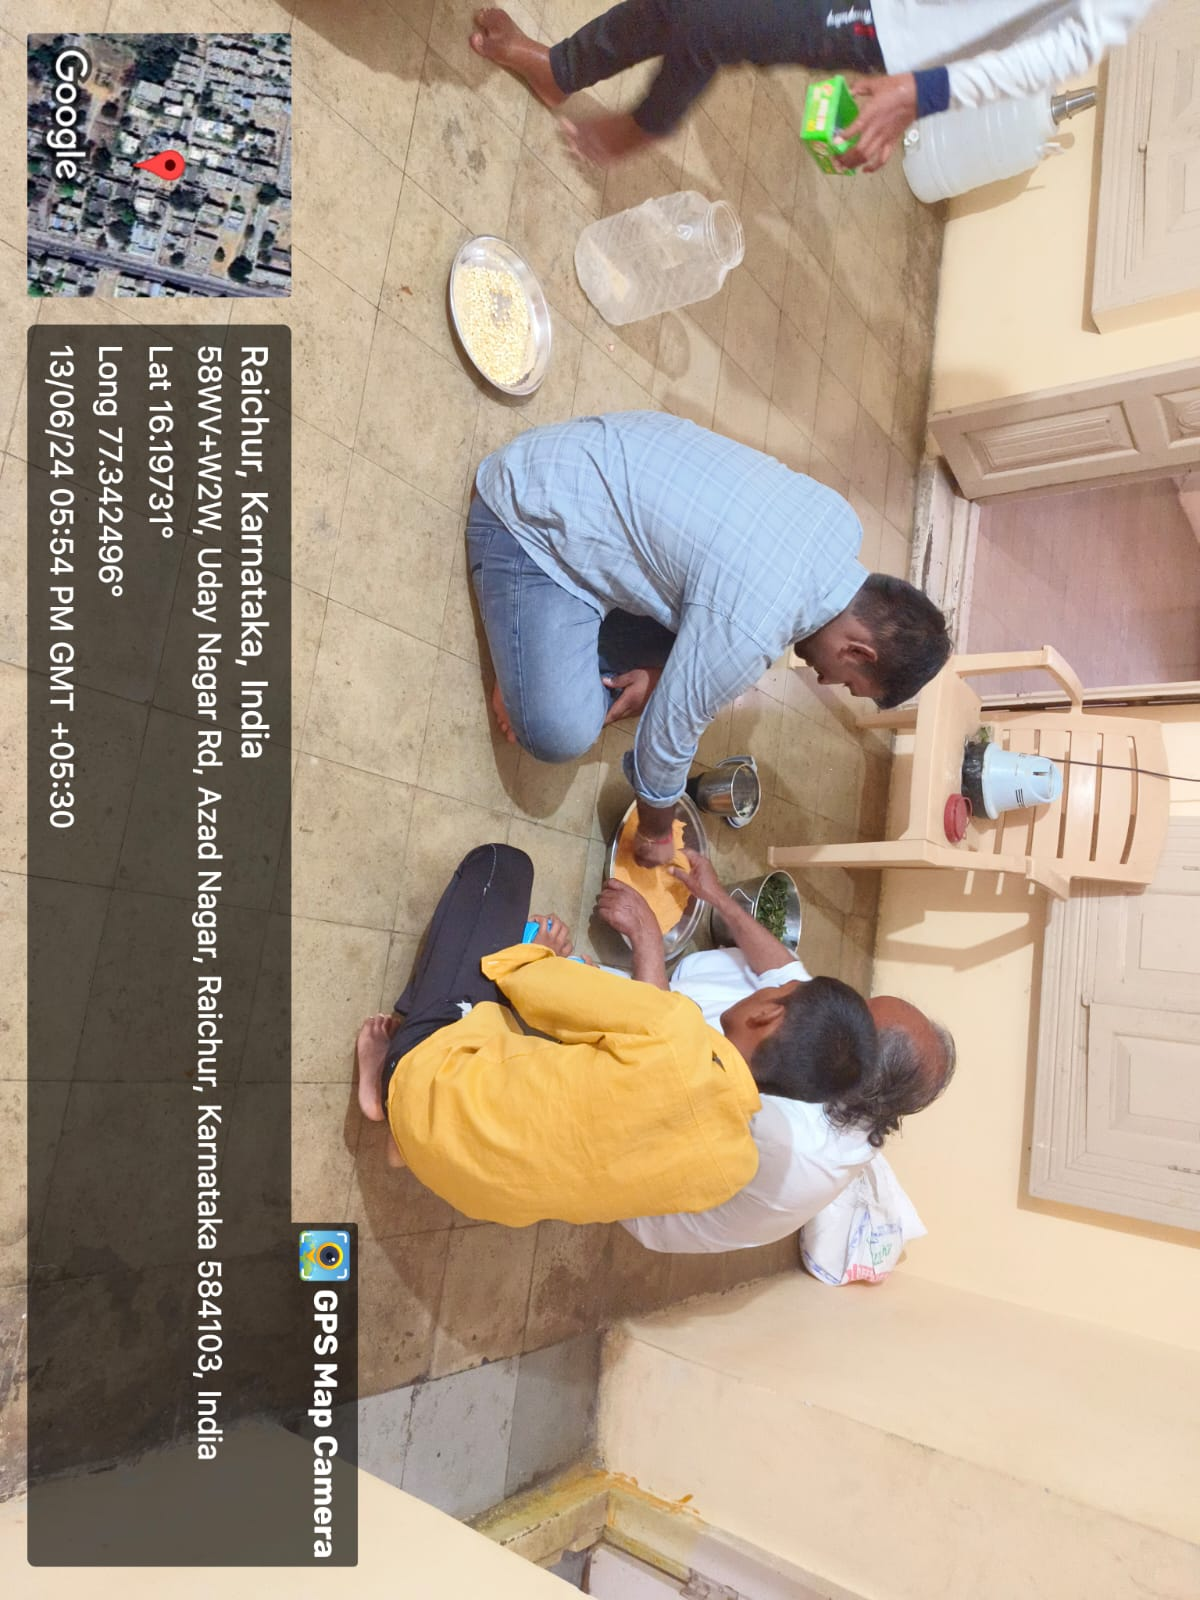 Google
Raichur, Karnataka, India
58WV+W2W, Uday Nagar Rd, Azad Nagar, Raichur, Karnataka 584103, India
Lat 16.19731°
Long 77.342496°
13/06/24 05:54 PM GMT +05:30
GPS Map Camera